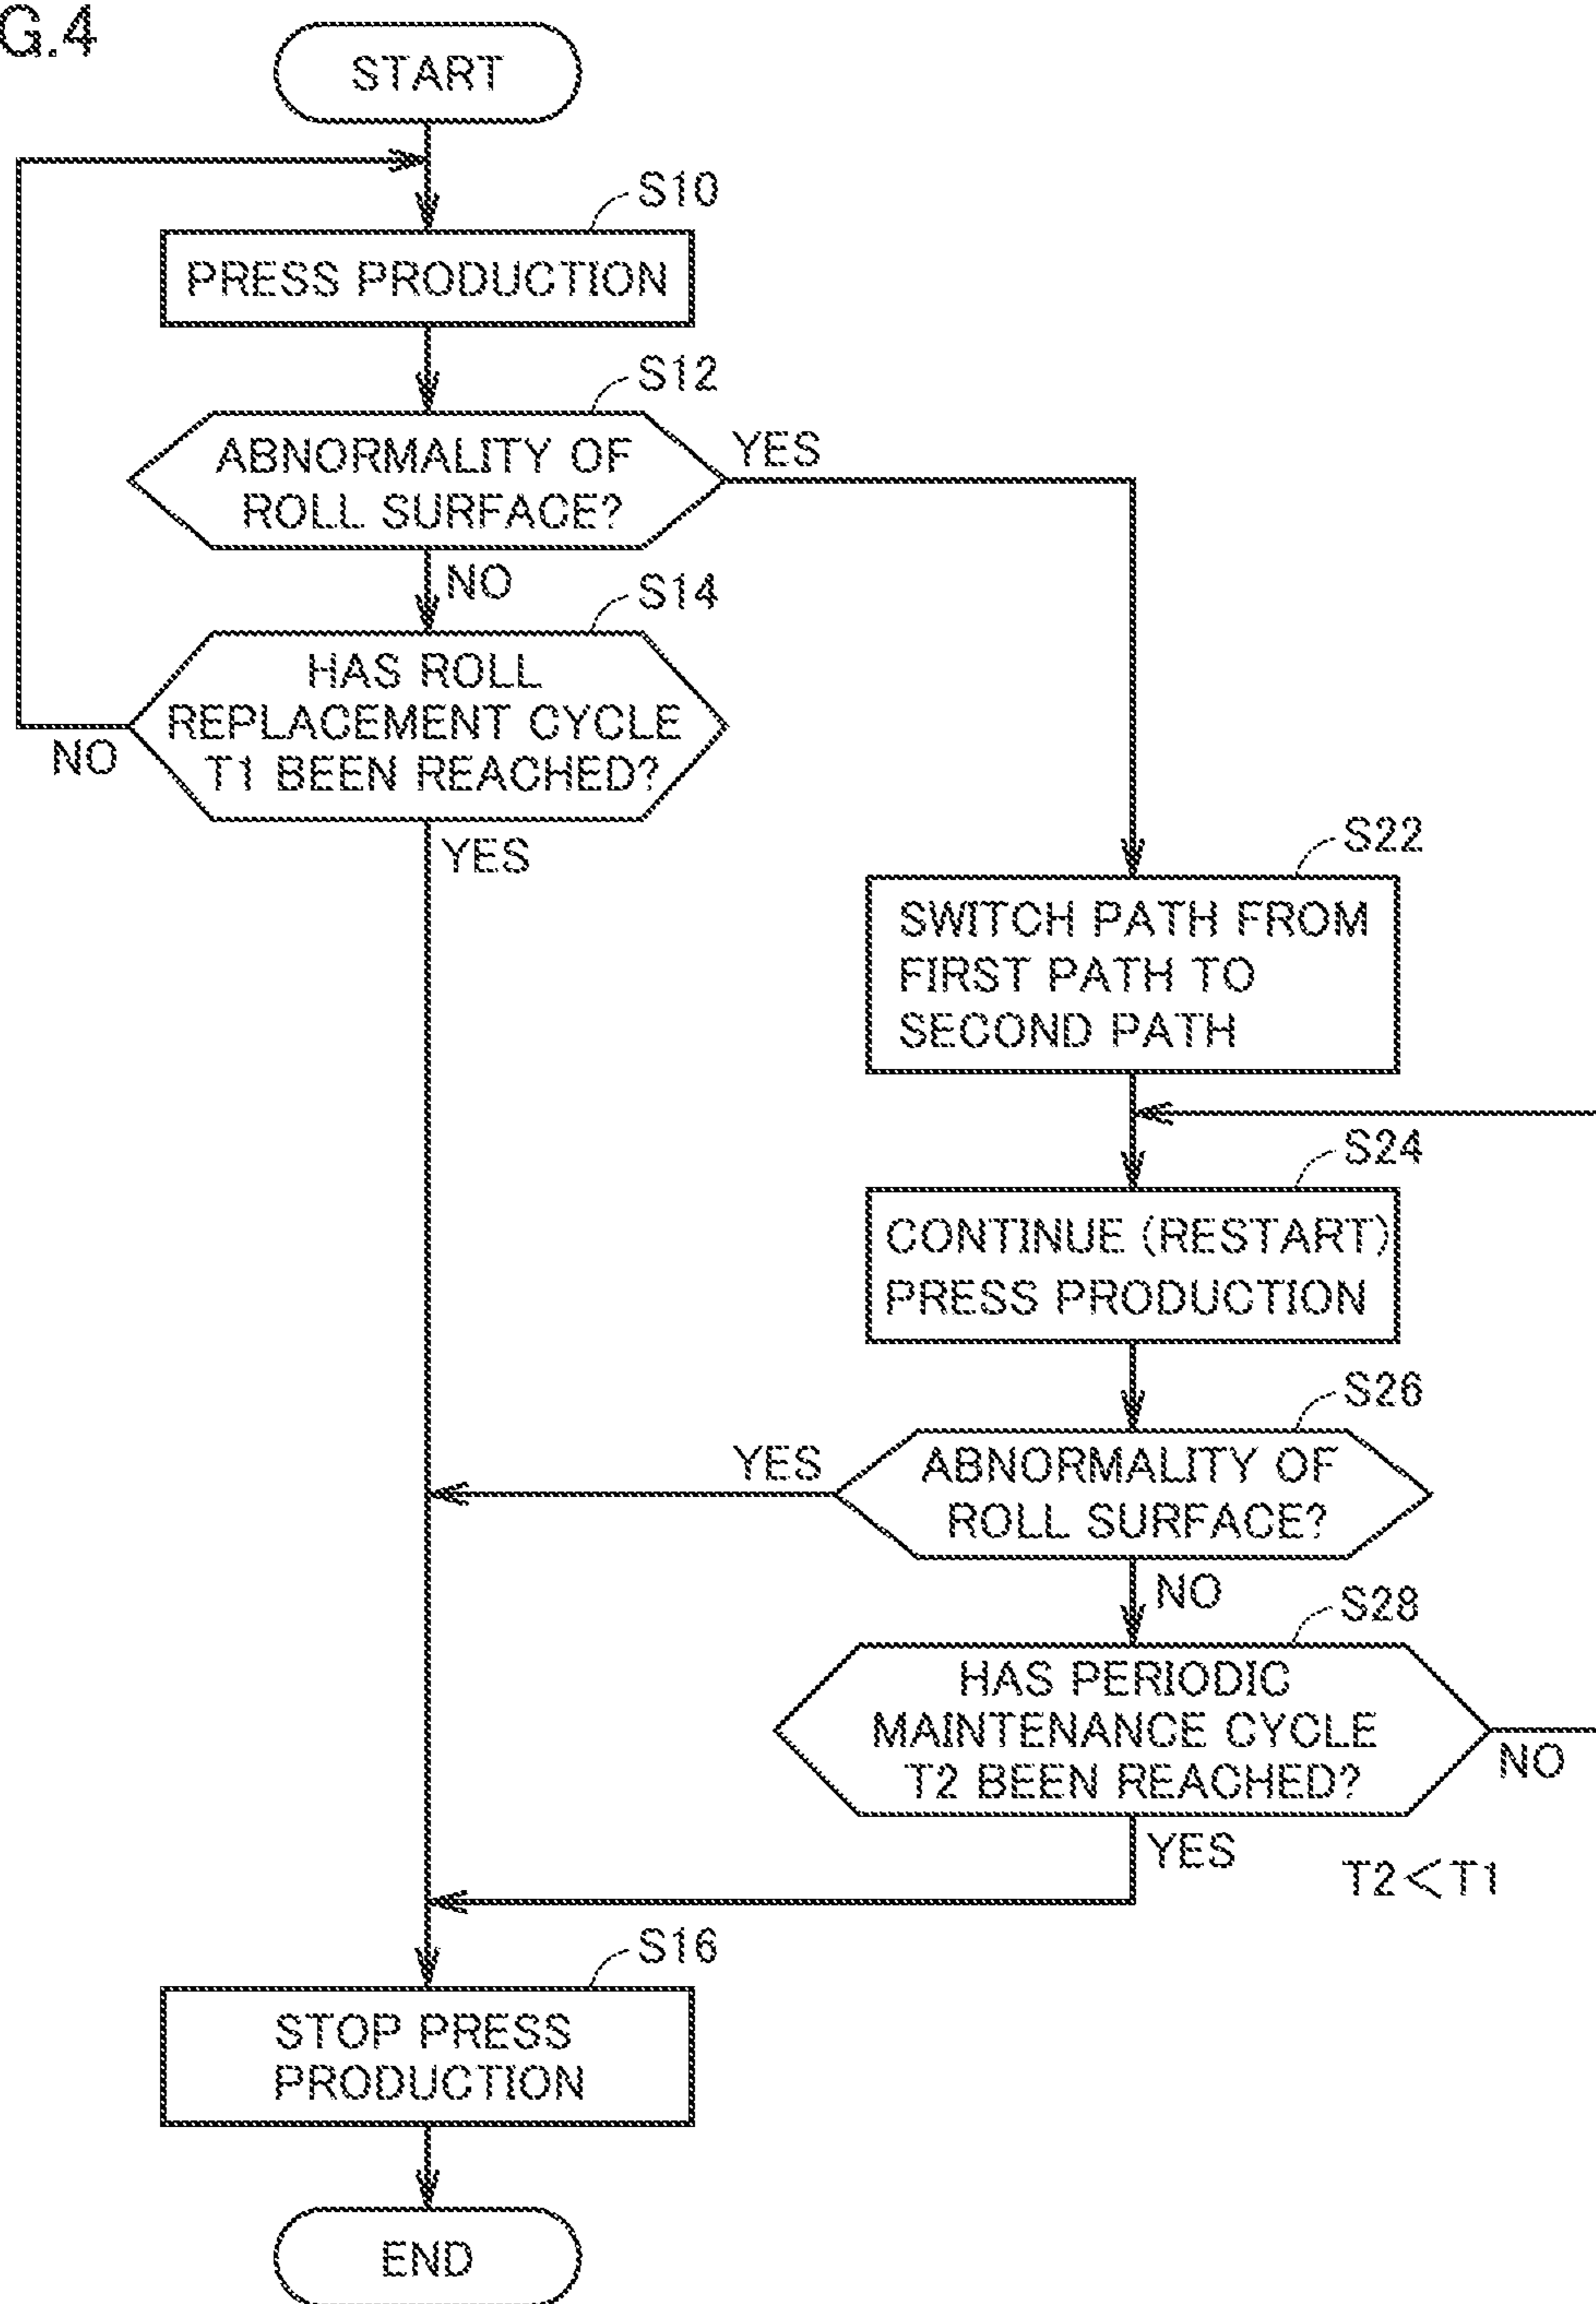 G.4
START
S10
PRESS PRODUCTION
S12
ABNORMALITY OF
ROLL SURFACE?
YES
NO
S14
HAS ROLL
REPLACEMENT CYCLE
T1 BEEN REACHED?
NO
YES
S22
SWITCH PATH FROM
FIRST PATH TO
SECOND PATH
S24
CONTINUE (RESTART)
PRESS PRODUCTION
S26
ABNORMALITY OF
ROLL SURFACE?
YES
NO
S28
HAS PERIODIC
MAINTENANCE CYCLE
T2 BEEN REACHED?
NO
YES
T2<T1
S16
STOP PRESS
PRODUCTION
END